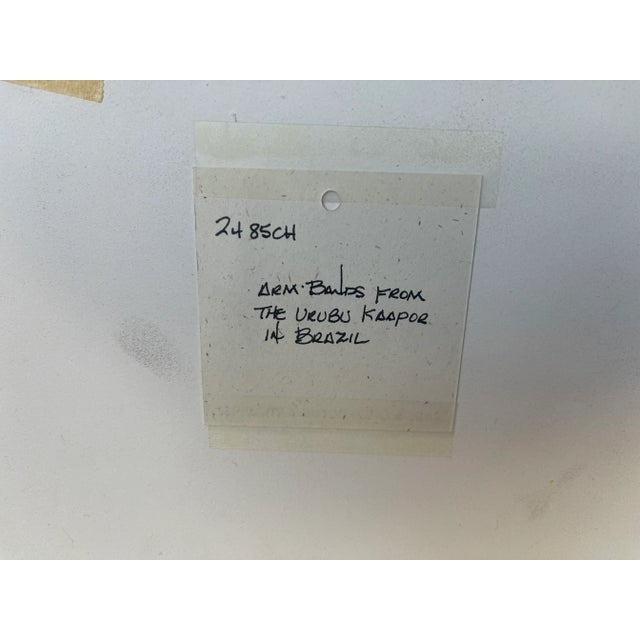 2485CH
ARM-BANDS FROM
THE URUBU KAAPOR
IN BRAZIL